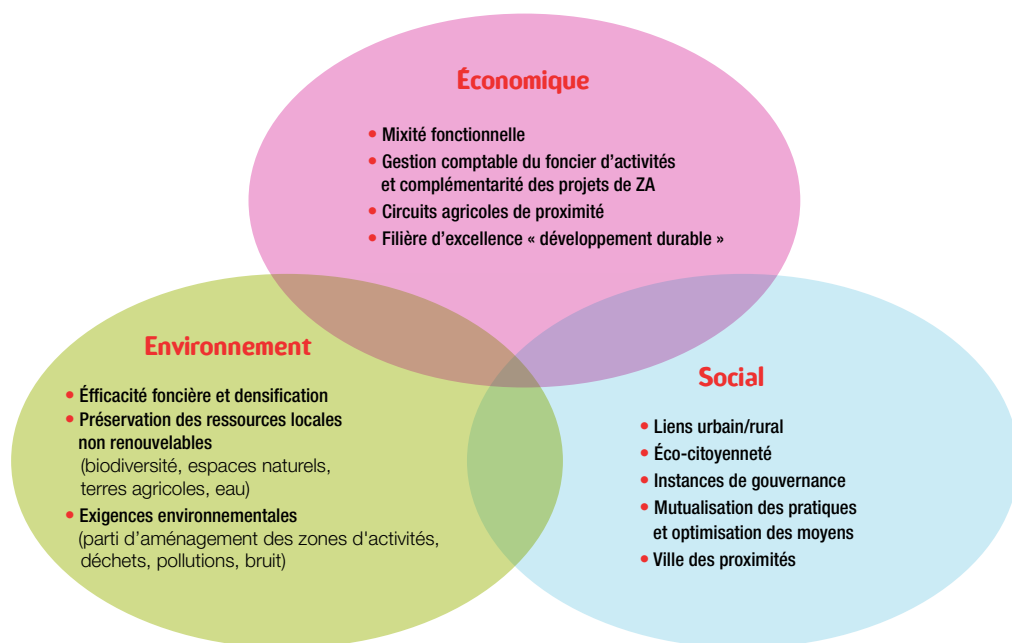 Économique
• Mixité fonctionnelle
• Gestion comptable du foncier d'activités
et complémentarité des projets de ZA
• Circuits agricoles de proximité
• Filière d'excellence « développement durable »
Environnement
• Éfficacité foncière et densification
• Préservation des ressources locales
non renouvelables
(biodiversité, espaces naturels,
terres agricoles, eau)
• Exigences environnementales
(parti d'aménagement des zones d'activités,
déchets, pollutions, bruit)
Social
• Liens urbain/rural
• Éco-citoyenneté
• Instances de gouvernance
• Mutualisation des pratiques
et optimisation des moyens
• Ville des proximités